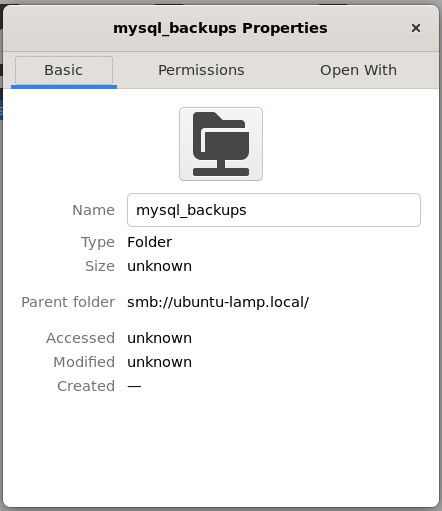 mysql_backups Properties
Basic Permissions Open With
Name mysql_backups
Type Folder
Size unknown
Parent folder smb://ubuntu-lamp.local/
Accessed unknown
Modified unknown
Created —